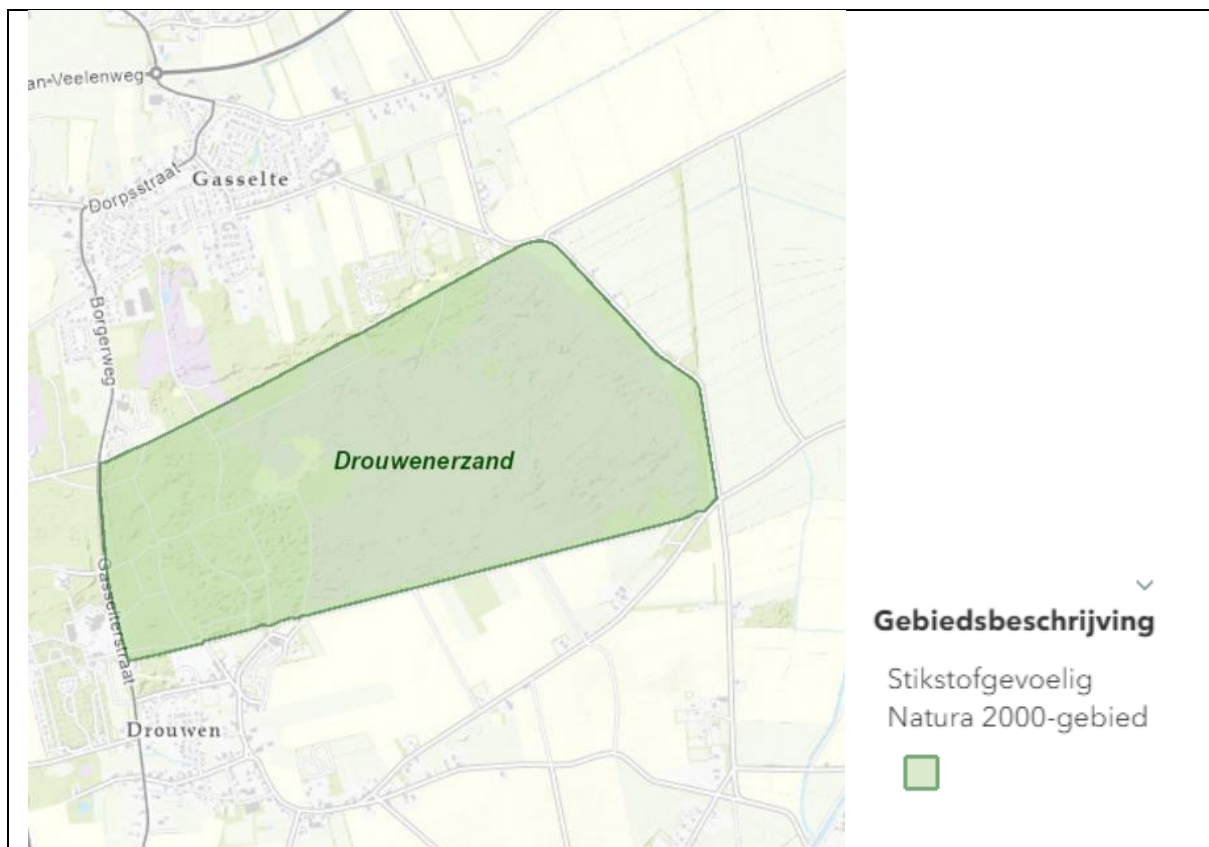 an-Veelenweg
Gasselte
Dorpsstraat
Borgerweg
Drouwenerzand
Gasselterstraat
Drouwen
Gebiedsbeschrijving
Stikstofgevoelig
Natura 2000-gebied